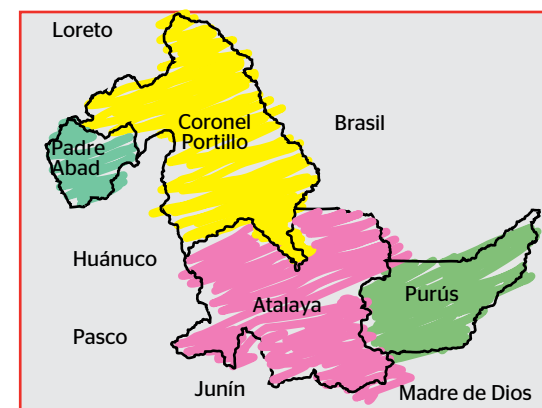 Loreto
Coronel
Portillo
Brasil
Padre
Abad
Huánuco
Atalaya
Purús
Pasco
Junín
Madre de Dios